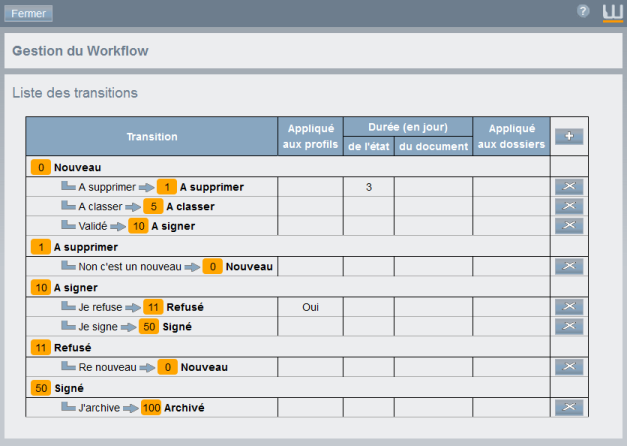 Fermer ?
Gestion du Workflow
Liste des transitions
Transition Appliqué aux profils Durée (en jour) de l'état du document Appliqué aux dossiers +
0 Nouveau
A supprimer 1 A supprimer 3
A classer 5 A classer
Validé 10 A signer
1 A supprimer
Non c'est un nouveau 0 Nouveau
10 A signer
Je refuse 11 Refusé Oui
Je signe 50 Signé
11 Refusé
Re nouveau 0 Nouveau
50 Signé
J'archive 100 Archivé